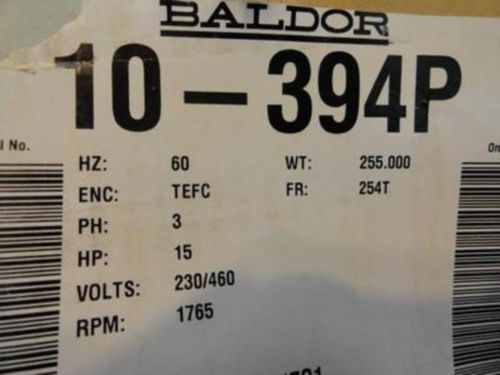 BALDOR
10-394P
No.
HZ: 60 WT: 255.000
ENC: TEFC FR: 254T
PH: 3
HP: 15
VOLTS: 230/460
RPM: 1765